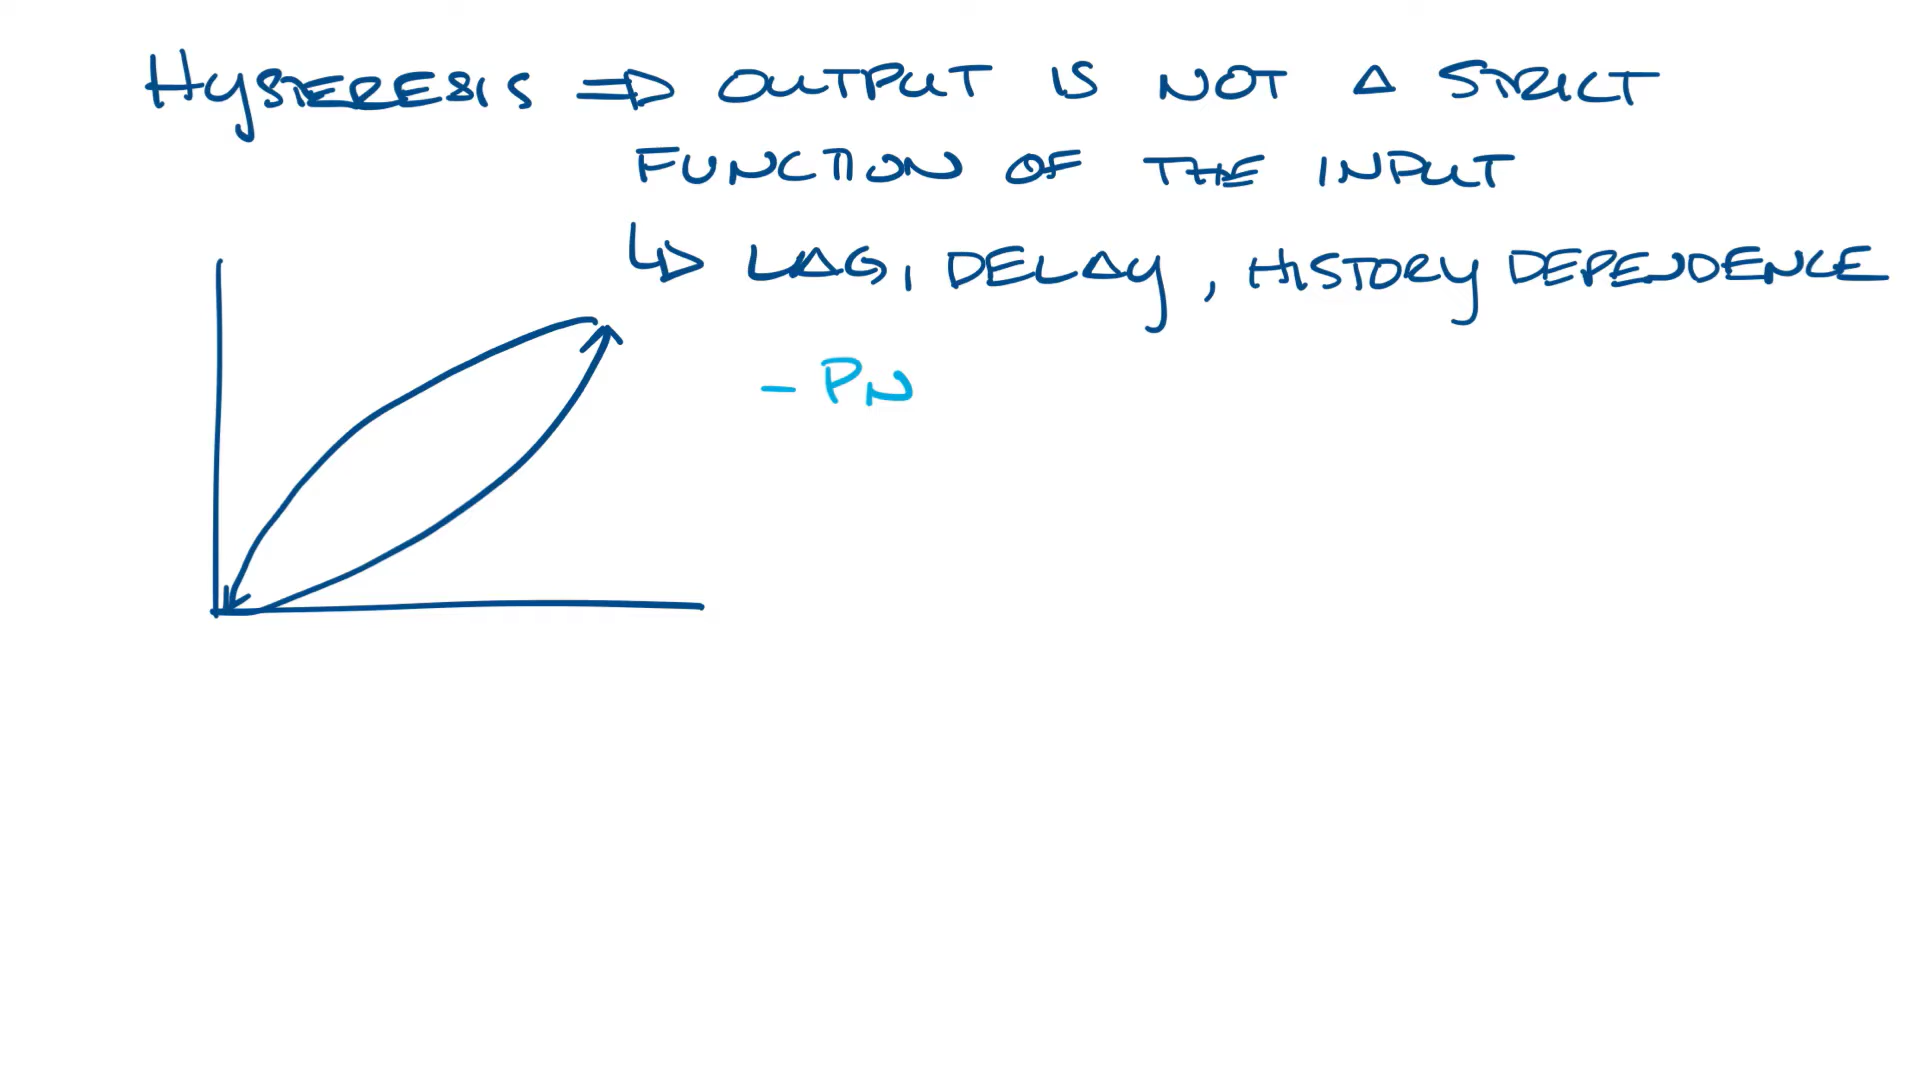 HYSTERESIS ⇒ OUTPUT IS NOT A STRICT
FUNCTION OF THE INPUT
↳ LAG, DELAY, HISTORY DEPENDENCE
- PN